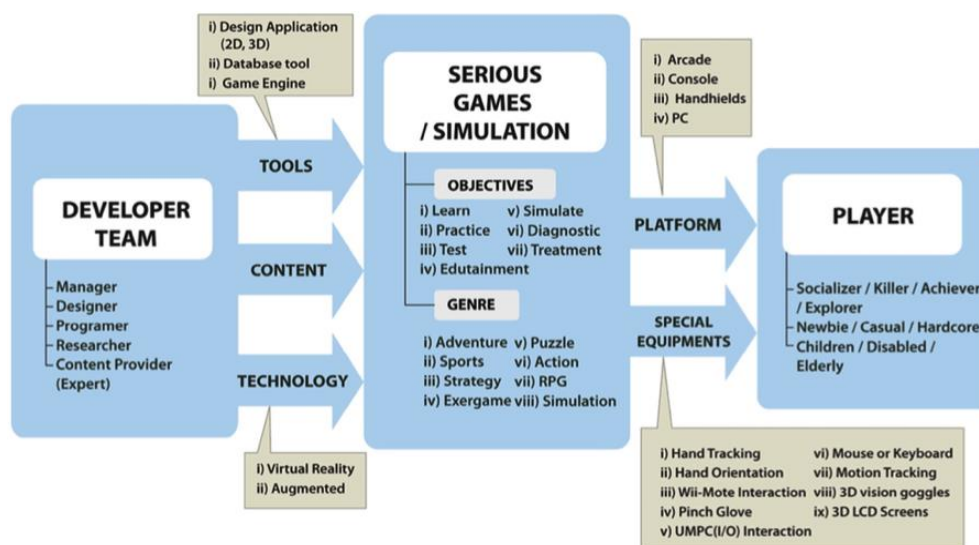 i) Design Application
(2D, 3D)
ii) Database tool
i) Game Engine
TOOLS
DEVELOPER
TEAM
Manager
Designer
Programer
Researcher
Content Provider
(Expert)
CONTENT
TECHNOLOGY
i) Virtual Reality
ii) Augmented
SERIOUS
GAMES
/ SIMULATION
OBJECTIVES
i) Learn v) Simulate
ii) Practice vi) Diagnostic
iii) Test vii) Treatment
iv) Edutainment
GENRE
i) Adventure v) Puzzle
ii) Sports vi) Action
iii) Strategy vii) RPG
iv) Exergame viii) Simulation
i) Arcade
ii) Console
iii) Handhields
iv) PC
PLATFORM
SPECIAL
EQUIPMENTS
i) Hand Tracking vi) Mouse or Keyboard
ii) Hand Orientation vii) Motion Tracking
iii) Wii-Mote Interaction viii) 3D vision goggles
iv) Pinch Glove ix) 3D LCD Screens
v) UMPC(I/O) Interaction
PLAYER
Socializer / Killer / Achiever
/ Explorer
Newbie / Casual / Hardcore
Children / Disabled /
Elderly